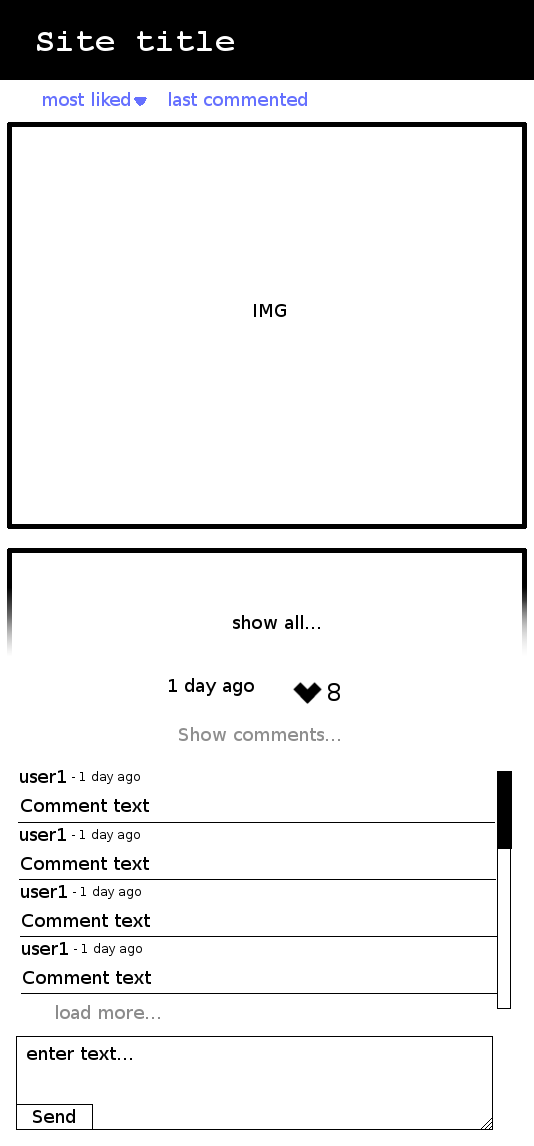 Site title
most liked last commented
IMG
show all...
1 day ago 8
Show comments...
user1 - 1 day ago
Comment text
user1 - 1 day ago
Comment text
user1 - 1 day ago
Comment text
user1 - 1 day ago
Comment text
load more...
enter text...
Send